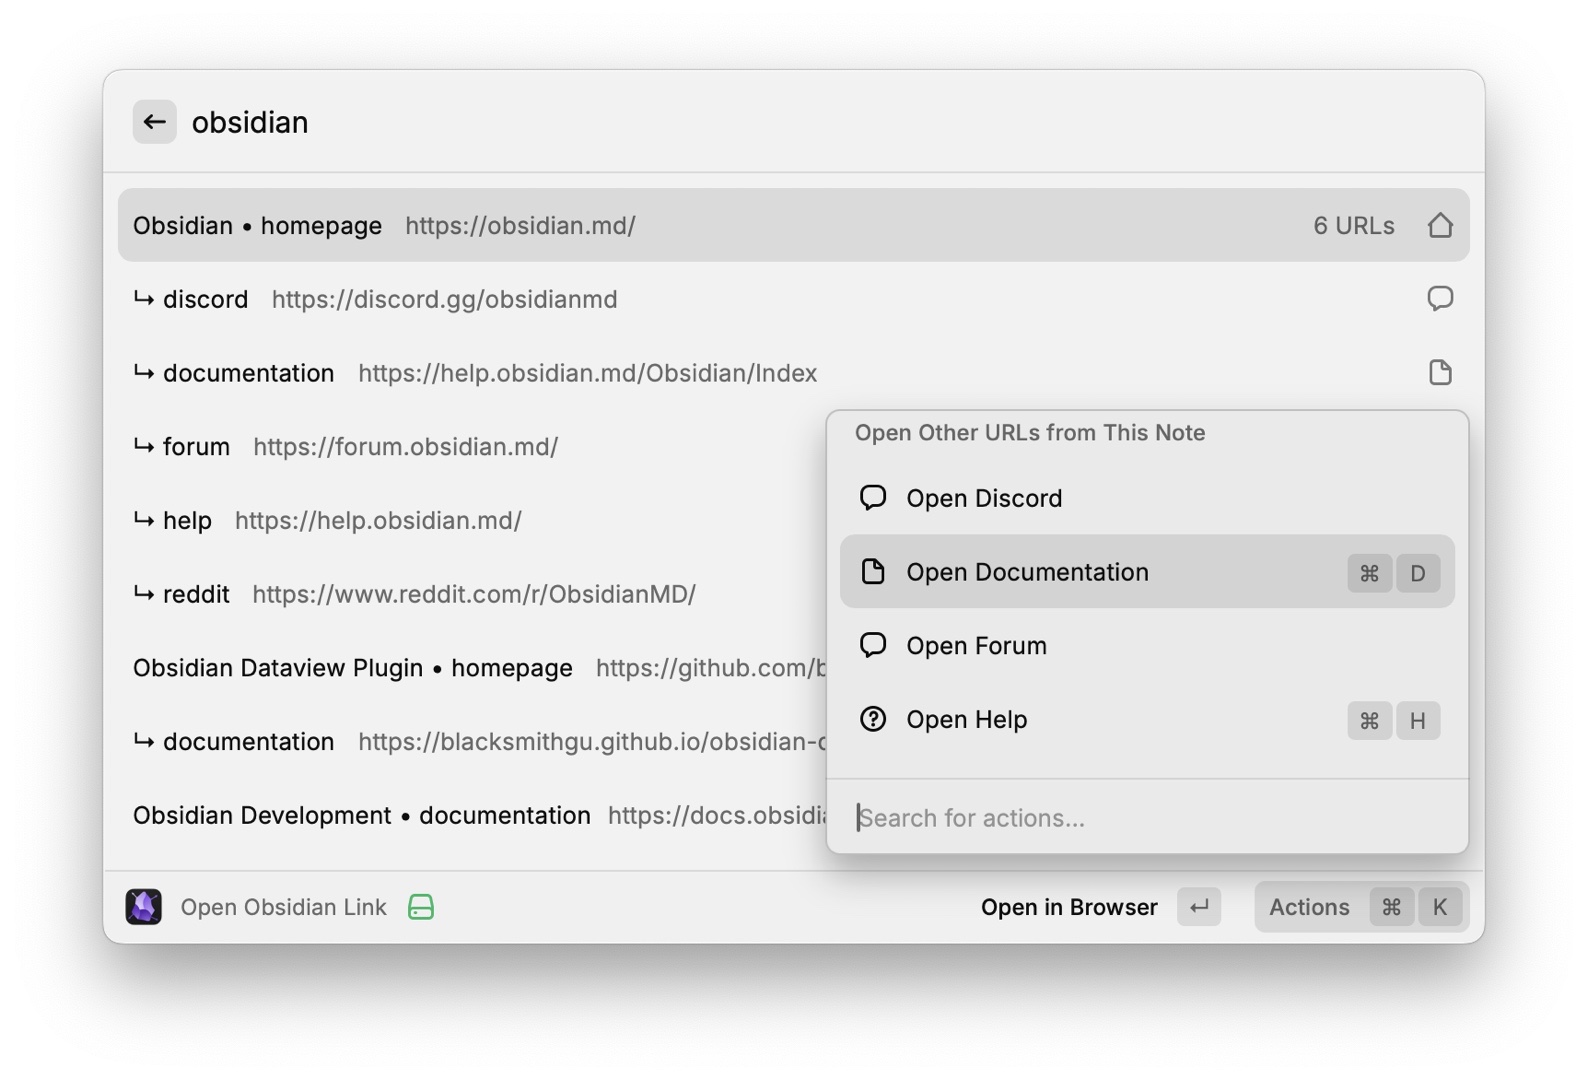 obsidian
Obsidian • homepage https://obsidian.md/ 6 URLs
↳ discord https://discord.gg/obsidianmd
↳ documentation https://help.obsidian.md/Obsidian/Index
↳ forum https://forum.obsidian.md/
↳ help https://help.obsidian.md/
↳ reddit https://www.reddit.com/r/ObsidianMD/
Obsidian Dataview Plugin • homepage https://github.com/b
↳ documentation https://blacksmithgu.github.io/obsidian-
Obsidian Development • documentation https://docs.obsidi
Open Other URLs from This Note
Open Discord
Open Documentation ⌘ D
Open Forum
Open Help ⌘ H
Search for actions...
Open Obsidian Link
Open in Browser ↵ Actions ⌘ K